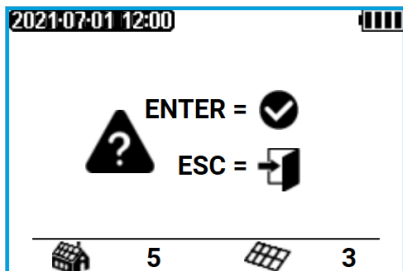 2021-07-01 12:00
?
ENTER =
ESC =
5 3